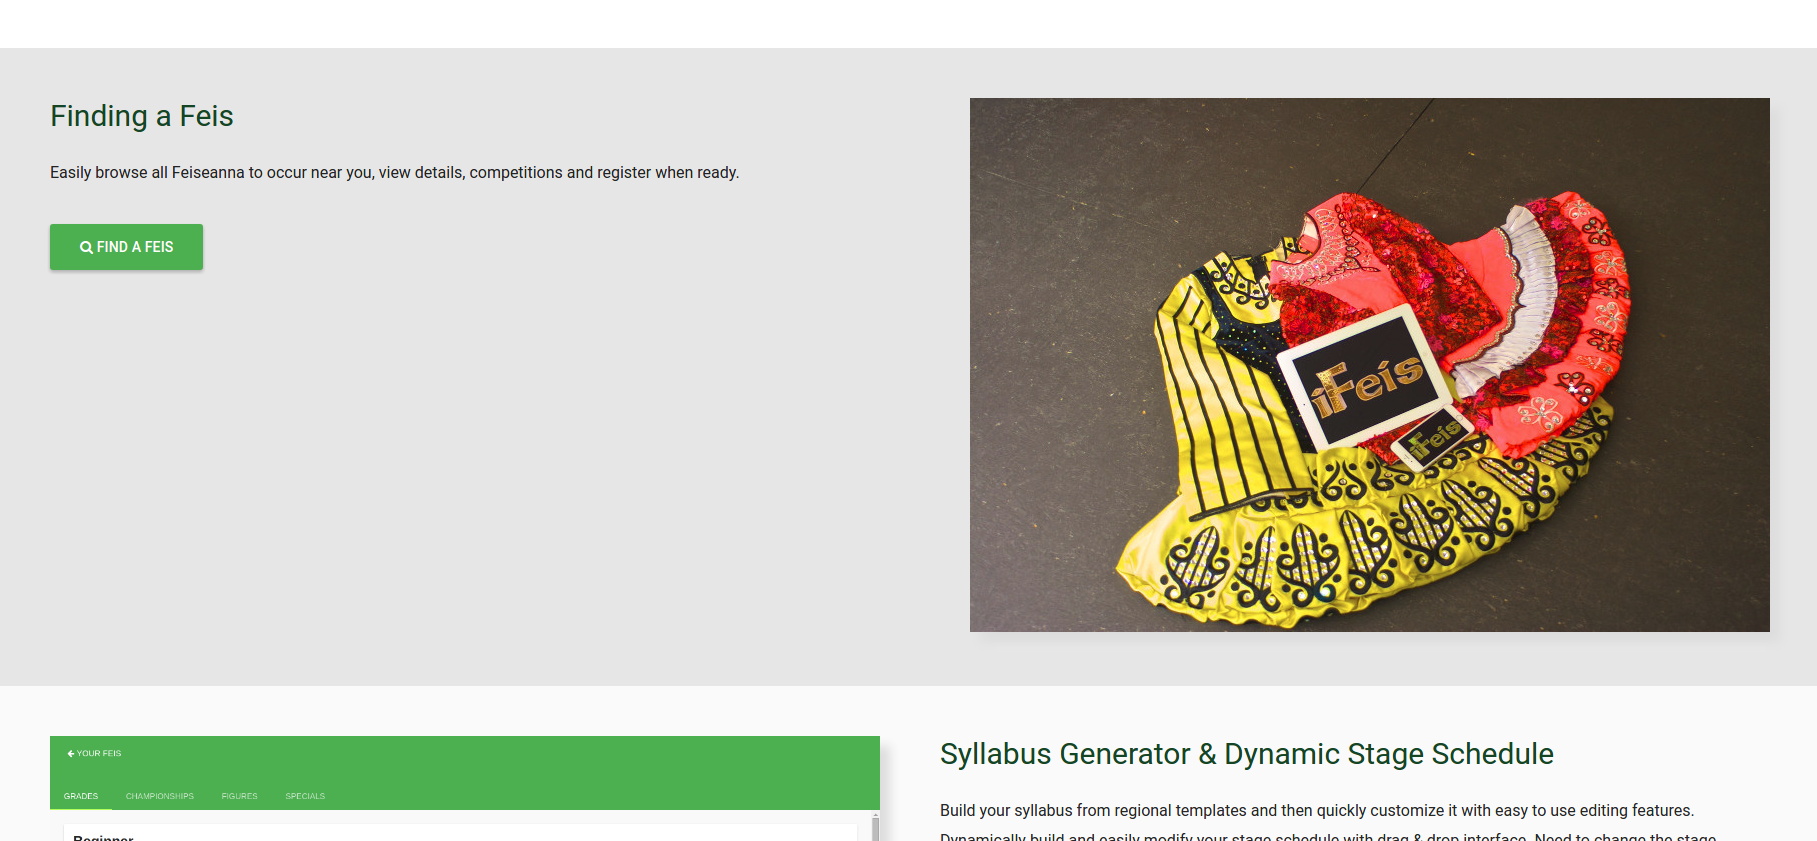 Finding a Feis
Easily browse all Feiseanna to occur near you, view details, competitions and register when ready.
FIND A FEIS
iFeis
iFeis
YOUR FEIS
GRADES CHAMPIONSHIPS FIGURES SPECIALS
Beginner
Syllabus Generator & Dynamic Stage Schedule
Build your syllabus from regional templates and then quickly customize it with easy to use editing features.
Dynamically build and easily modify your stage schedule with drag & drop interface. Need to change the stage